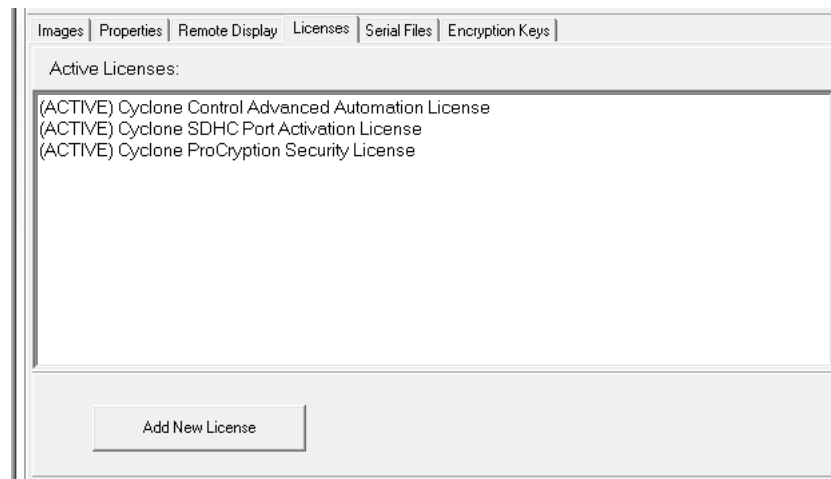 Images Properties Remote Display Licenses Serial Files Encryption Keys
Active Licenses:
(ACTIVE) Cyclone Control Advanced Automation License
(ACTIVE) Cyclone SDHC Port Activation License
(ACTIVE) Cyclone ProCryption Security License
Add New License